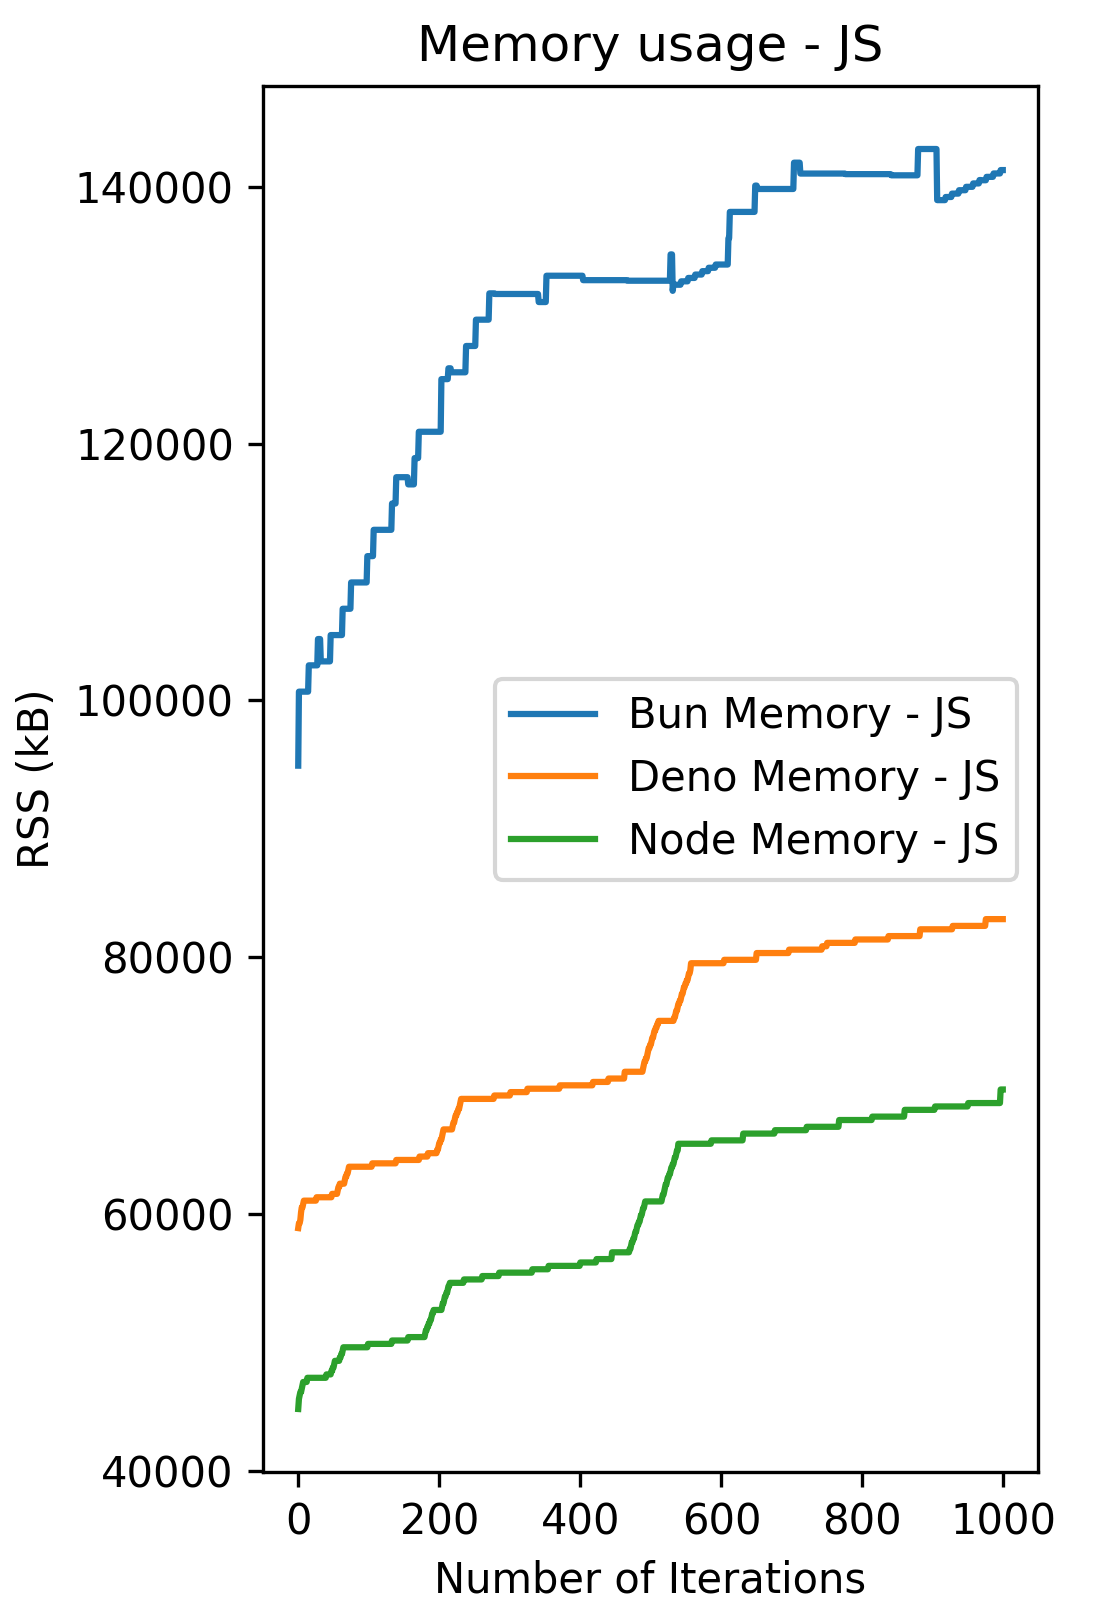 Memory usage - JS
140000
120000
100000
80000
60000
40000
RSS (kB)
Bun Memory - JS
Deno Memory - JS
Node Memory - JS
0 200 400 600 800 1000
Number of Iterations